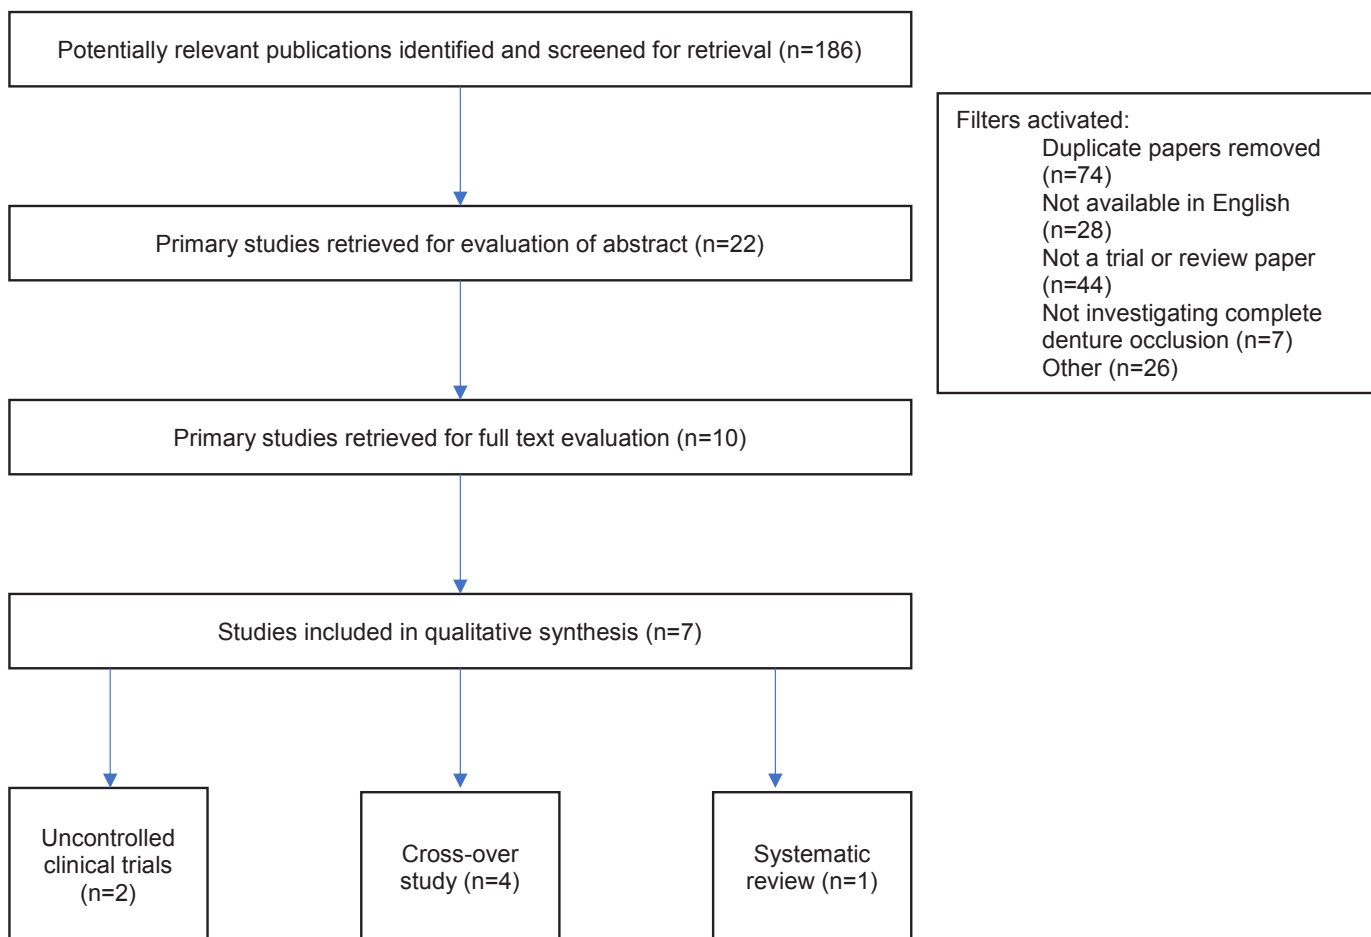 Potentially relevant publications identified and screened for retrieval (n=186)
Filters activated:
Duplicate papers removed
(n=74)
Not available in English
(n=28)
Not a trial or review paper
(n=44)
Not investigating complete
denture occlusion (n=7)
Other (n=26)
Primary studies retrieved for evaluation of abstract (n=22)
Primary studies retrieved for full text evaluation (n=10)
Studies included in qualitative synthesis (n=7)
Uncontrolled
clinical trials
(n=2)
Cross-over
study (n=4)
Systematic
review (n=1)